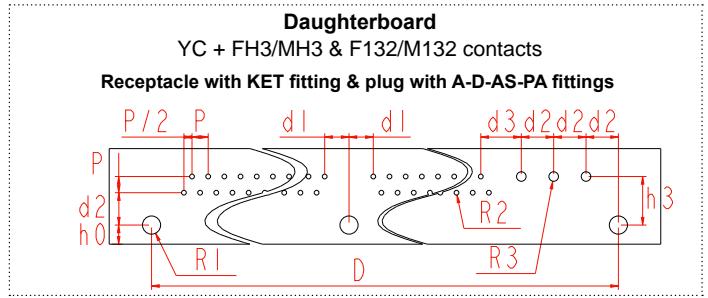 Daughterboard
YC + FH3/MH3 & F132/M132 contacts
Receptacle with KET fitting & plug with A-D-AS-PA fittings
P/2 P d1 d1 d3 d2 d2 d2
P
d2 h3
h0 R2
R1 R3
D